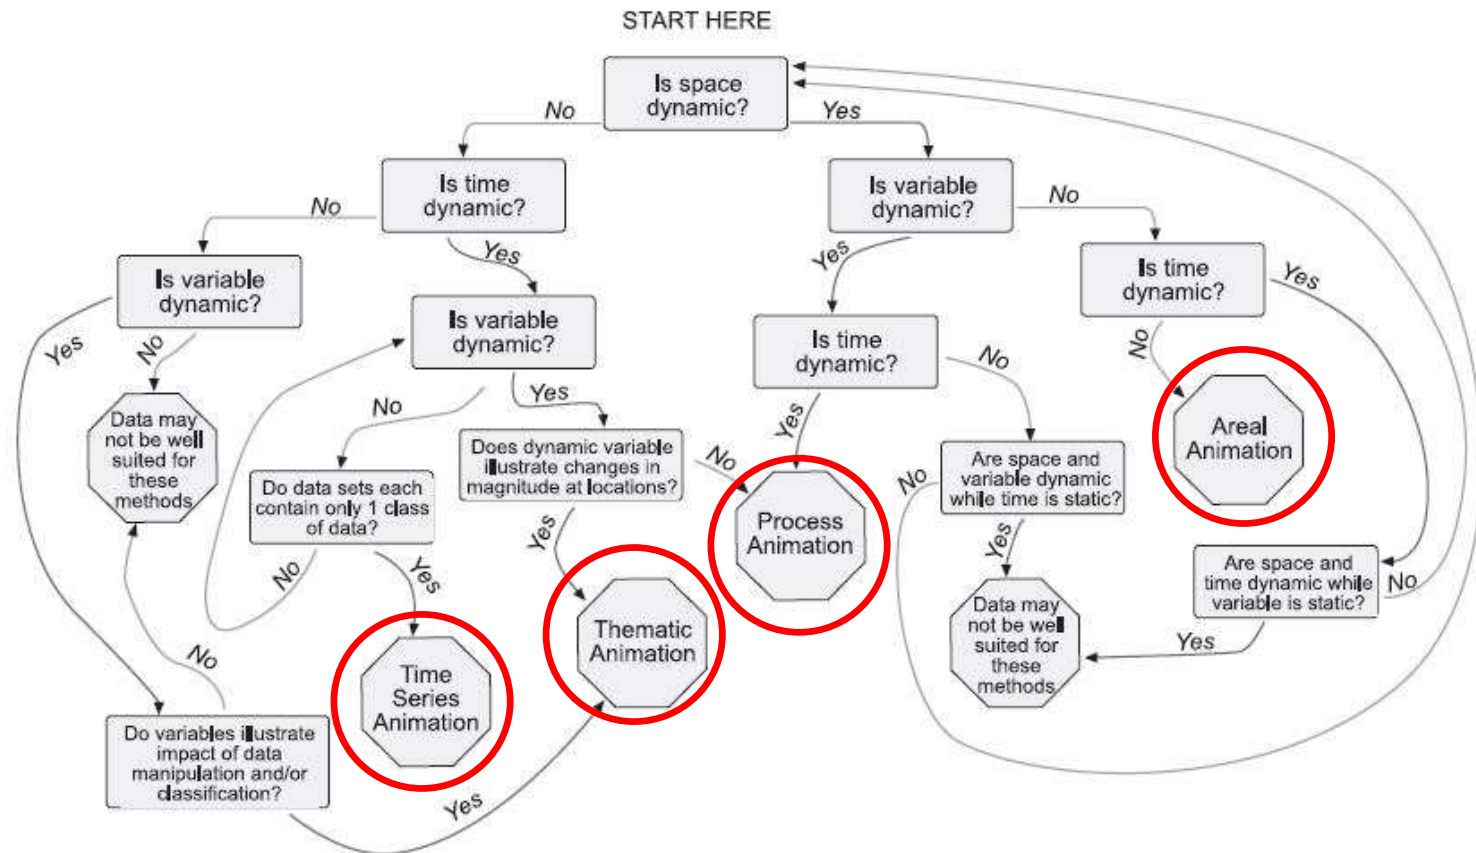 START HERE
Is space
dynamic?
No
Yes
Is time
dynamic?
Is variable
dynamic?
No
Yes
No
Yes
Is variable
dynamic?
Is time
dynamic?
Yes
Is variable
dynamic?
Is time
dynamic?
Yes
No
No
No
Yes
No
Yes
Data may
not be well
suited for
these
methods
Does dynamic variable
illustrate changes in
magnitude at locations?
No
Areal
Animation
Are space and
variable dynamic
while time is static?
No
Do data sets each
contain only 1 class
of data?
Process
Animation
Yes
Yes
No
Yes
Are space and
time dynamic while
variable is static?
No
Data may
not be well
suited for
these
methods
Yes
Thematic
Animation
No
Time
Series
Animation
Do variables illustrate
impact of data
manipulation and/or
classification?
Yes